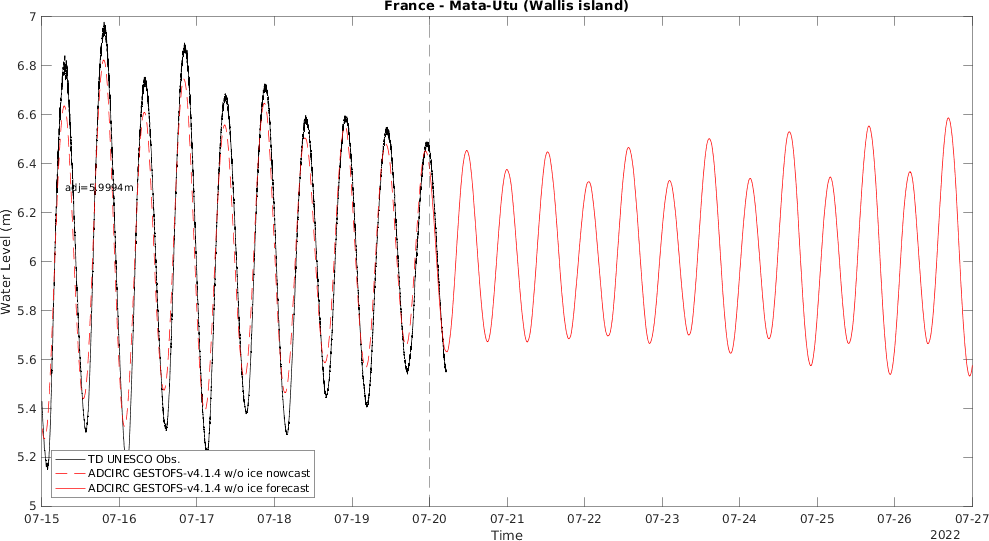 France - Mata-Utu (Wallis island)
7
6.8
6.6
6.4
6.2
6
5.8
5.6
5.4
5.2
5
Water Level (m)
adj=5.9994m
TD UNESCO Obs.
ADCIRC GESTOFS-v4.1.4 w/o ice nowcast
ADCIRC GESTOFS-v4.1.4 w/o ice forecast
07-15 07-16 07-17 07-18 07-19 07-20 07-21 07-22 07-23 07-24 07-25 07-26 07-27
Time
2022